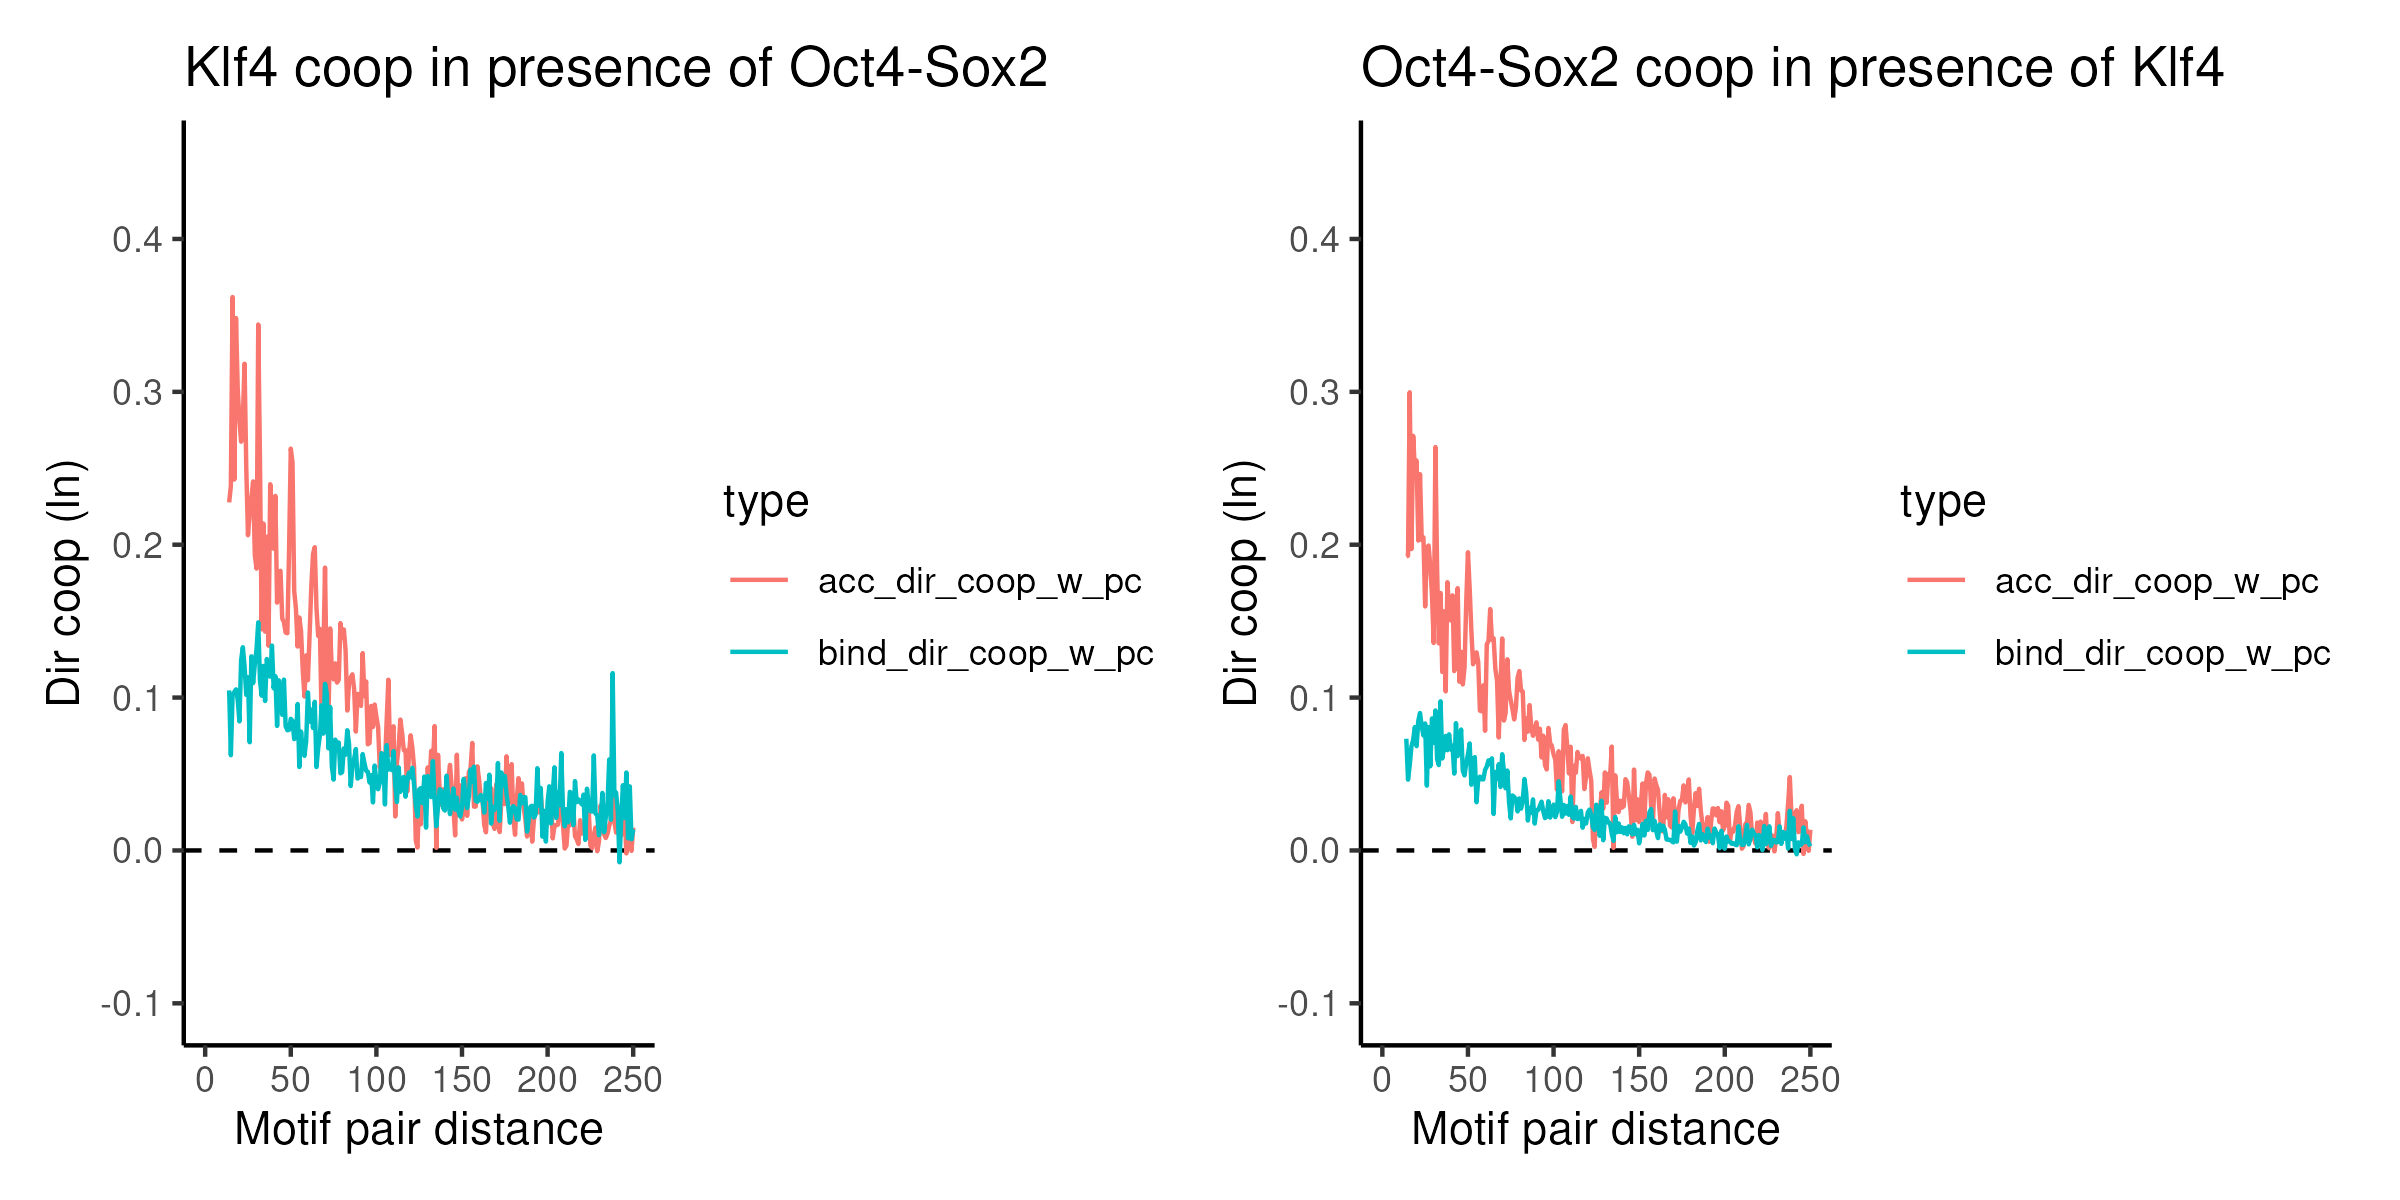 Klf4 coop in presence of Oct4-Sox2
Dir coop (ln)
0.4
0.3
0.2
0.1
0.0
-0.1
0 50 100 150 200 250
Motif pair distance
type
acc_dir_coop_w_pc
bind_dir_coop_w_pc
Oct4-Sox2 coop in presence of Klf4
Dir coop (ln)
0.4
0.3
0.2
0.1
0.0
-0.1
0 50 100 150 200 250
Motif pair distance
type
acc_dir_coop_w_pc
bind_dir_coop_w_pc